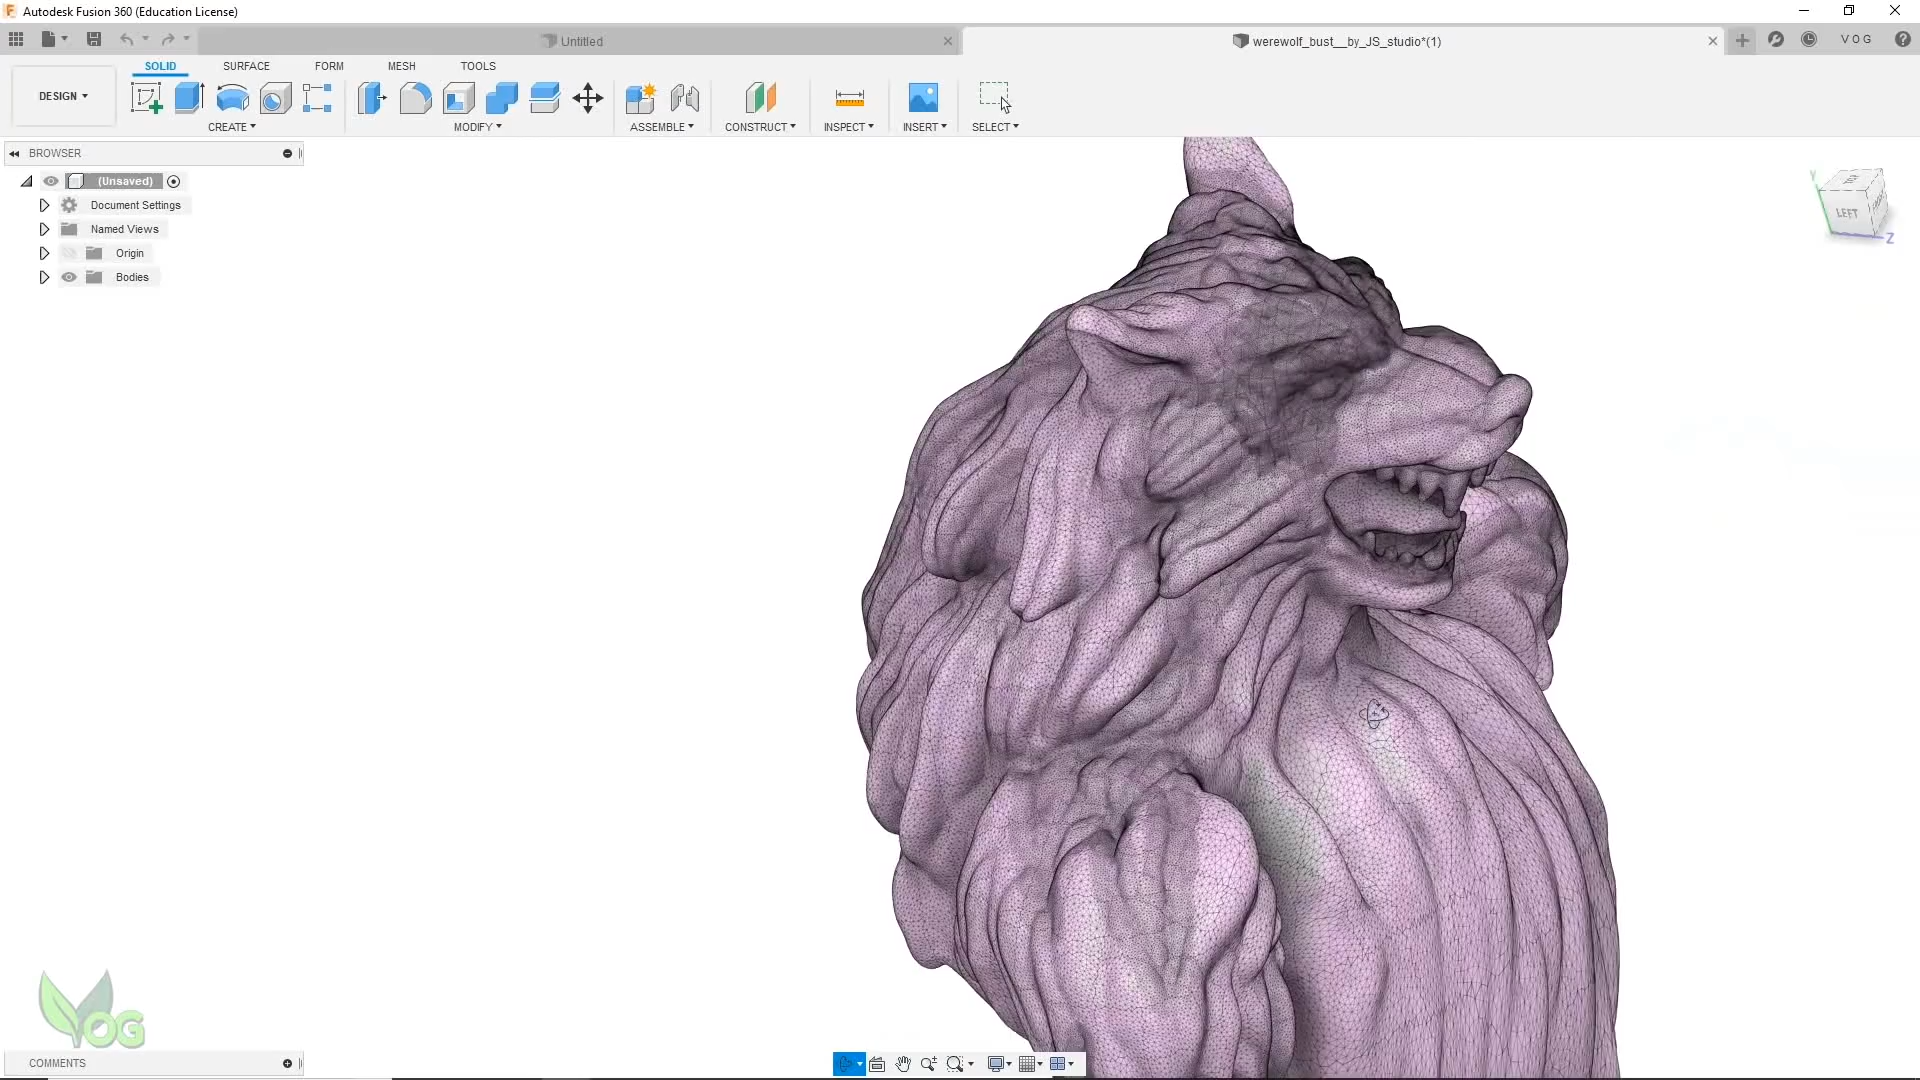 Autodesk Fusion 360 (Education License)
Untitled
werewolf_bust__by_JS_studio*(1)
VOG
SOLID SURFACE FORM MESH TOOLS
DESIGN
CREATE MODIFY ASSEMBLE CONSTRUCT INSPECT INSERT SELECT
BROWSER
(Unsaved)
Document Settings
Named Views
Origin
Bodies
Y
LEFT
Z
VOG
COMMENTS